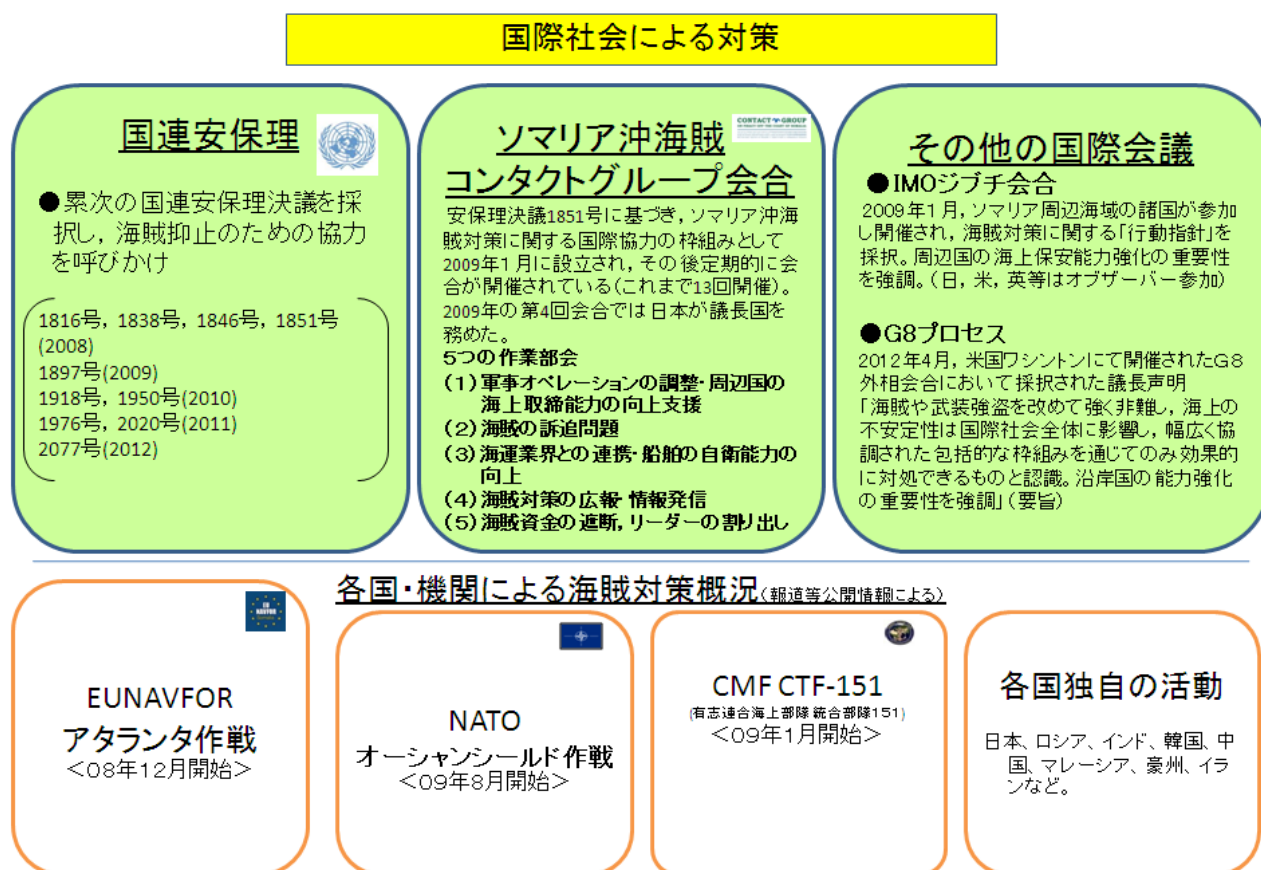 国際社会による対策
国連安保理
●累次の国連安保理決議を採
択し，海賊抑止のための協力
を呼びかけ
1816号，1838号，1846号，1851号
(2008)
1897号(2009)
1918号，1950号(2010)
1976号，2020号(2011)
2077号(2012)
CONTACT GROUP
ソマリア沖海賊
コンタクトグループ会合
安保理決議1851号に基づき，ソマリア沖海
賊対策に関する国際協力の枠組みとして
2009年１月に設立され，その後定期的に会
合が開催されている（これまで13回開催）。
2009年の第4回会合では日本が議長国を
務めた。
５つの作業部会
（１）軍事オペレーションの調整・周辺国の
海上取締能力の向上支援
（２）海賊の訴追問題
（３）海運業界との連携・船舶の自衛能力の
向上
（４）海賊対策の広報・情報発信
（５）海賊資金の遮断，リーダーの割り出し
その他の国際会議
●IMOジブチ会合
2009年１月，ソマリア周辺海域の諸国が参加
し開催され，海賊対策に関する「行動指針」を
採択。周辺国の海上保安能力強化の重要性
を強調。（日，米，英等はオブザーバー参加）
●G8プロセス
2012年4月，米国ワシントンにて開催されたG８
外相会合において採択された議長声明
「海賊や武装強盗を改めて強く非難し，海上の
不安定性は国際社会全体に影響し，幅広く協
調された包括的な枠組みを通じてのみ効果的
に対処できるものと認識。沿岸国の能力強化
の重要性を強調」（要旨）
各国・機関による海賊対策概況（報道等公開情報による）
EUNAVFOR
アタランタ作戦
＜08年12月開始＞
NATO
オーシャンシールド作戦
＜09年８月開始＞
CMF CTF-151
(有志連合海上部隊 統合部隊151)
＜09年１月開始＞
各国独自の活動
日本、ロシア、インド、韓国、中
国、マレーシア、豪州、イラ
ンなど。